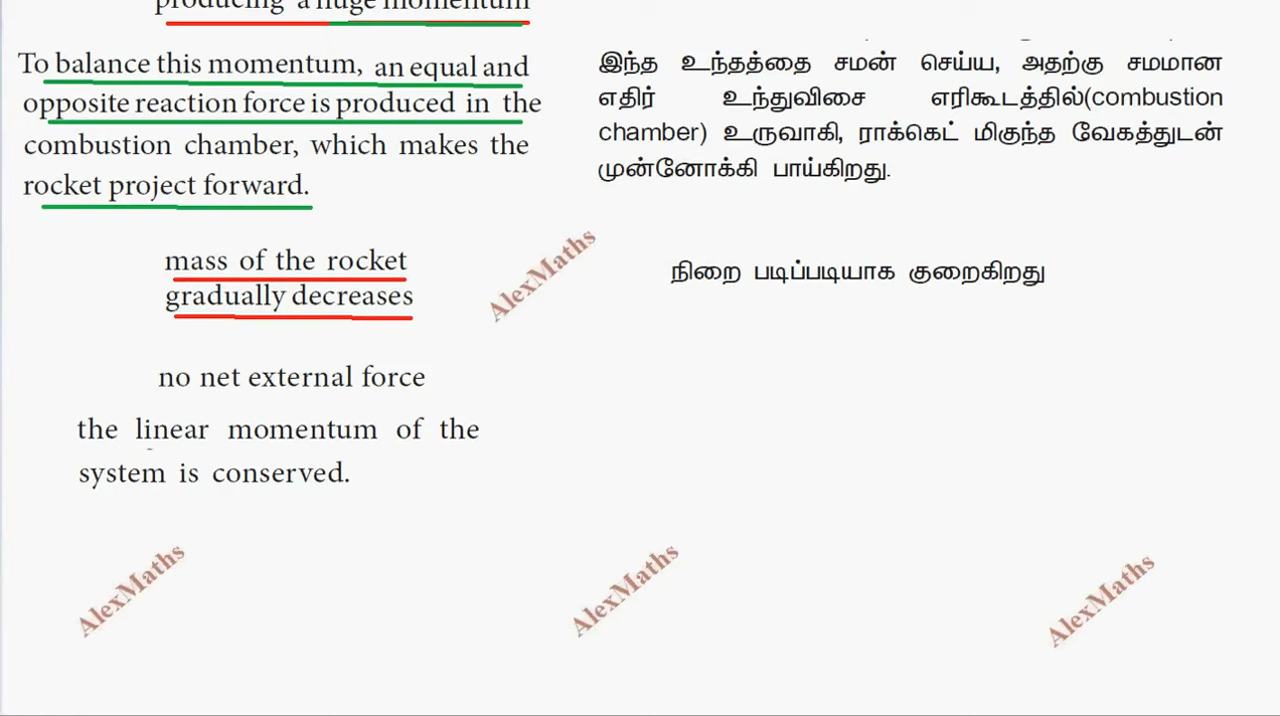 producing a huge momentum
To balance this momentum, an equal and
opposite reaction force is produced in the
combustion chamber, which makes the
rocket project forward.
mass of the rocket
gradually decreases
no net external force
the linear momentum of the
system is conserved.
இந்த உந்தத்தை சமன் செய்ய, அதற்கு சமமான
எதிர் உந்துவிசை எரிகூடத்தில்(combustion
chamber) உருவாகி, ராக்கெட் மிகுந்த வேகத்துடன்
முன்னோக்கி பாய்கிறது.
நிறை படிப்படியாக குறைகிறது
AlexMaths
AlexMaths
AlexMaths
AlexMaths